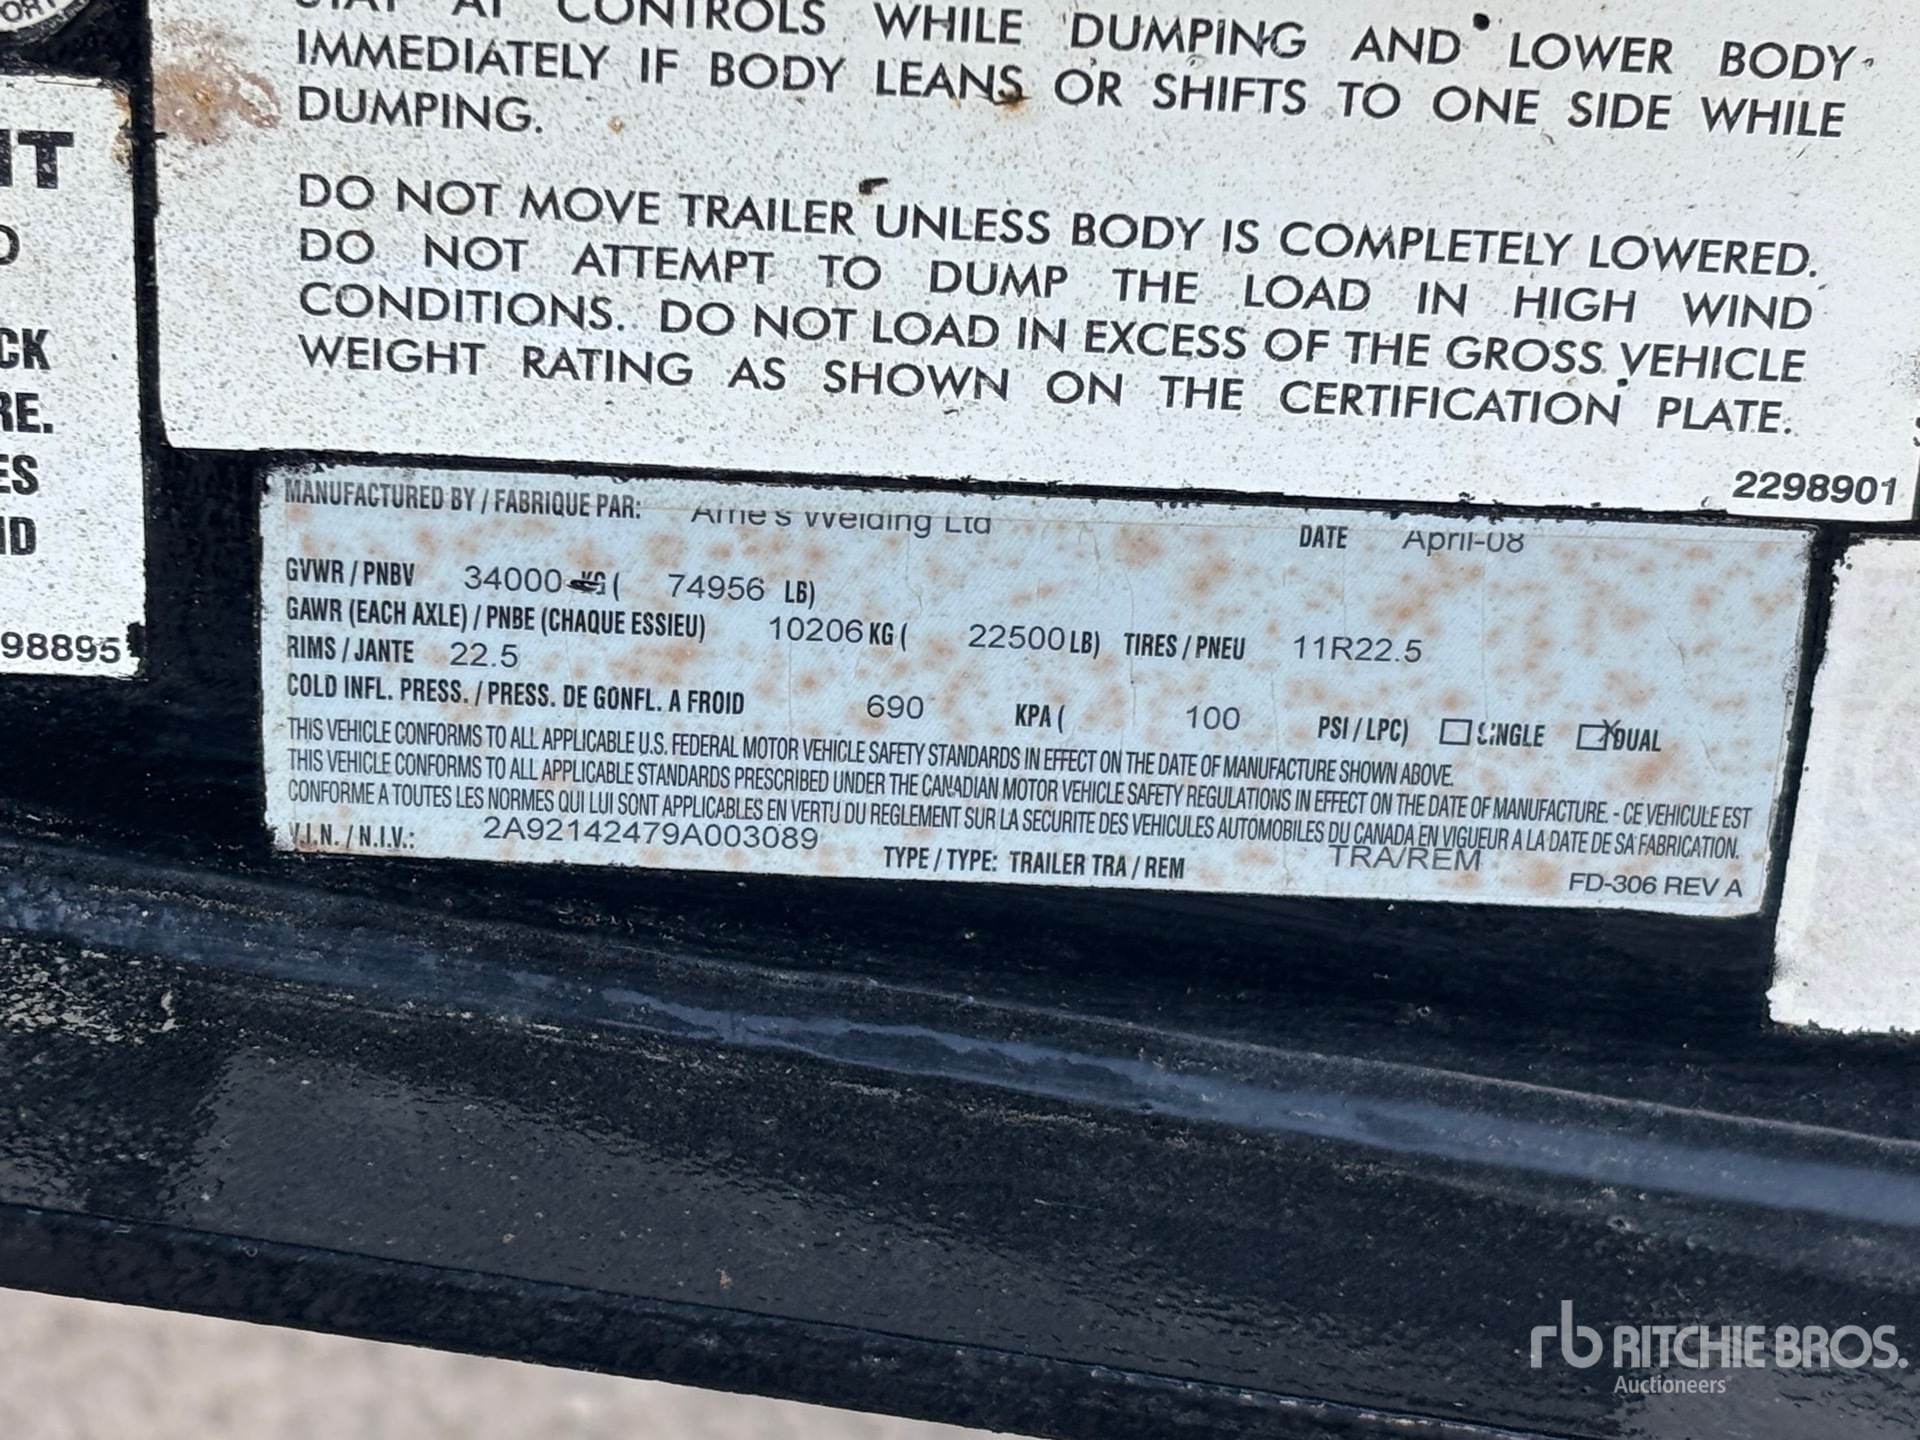 ORT
STAY AT CONTROLS WHILE DUMPING AND LOWER BODY
IMMEDIATELY IF BODY LEANS OR SHIFTS TO ONE SIDE WHILE
DUMPING.
DO NOT MOVE TRAILER UNLESS BODY IS COMPLETELY LOWERED.
DO NOT ATTEMPT TO DUMP THE LOAD IN HIGH WIND
CONDITIONS. DO NOT LOAD IN EXCESS OF THE GROSS VEHICLE
WEIGHT RATING AS SHOWN ON THE CERTIFICATION PLATE.
2298901
IT
D
CK
RE.
ES
ID
98895
MANUFACTURED BY / FABRIQUE PAR: Arne's Welding Ltd DATE April-08
GVWR / PNBV 34000 KG ( 74956 LB)
GAWR (EACH AXLE) / PNBE (CHAQUE ESSIEU) 10206 KG ( 22500 LB) TIRES / PNEU 11R22.5
RIMS / JANTE 22.5
COLD INFL. PRESS. / PRESS. DE GONFL. A FROID 690 KPA ( 100 PSI / LPC) SINGLE X DUAL
THIS VEHICLE CONFORMS TO ALL APPLICABLE U.S. FEDERAL MOTOR VEHICLE SAFETY STANDARDS IN EFFECT ON THE DATE OF MANUFACTURE SHOWN ABOVE.
THIS VEHICLE CONFORMS TO ALL APPLICABLE STANDARDS PRESCRIBED UNDER THE CANADIAN MOTOR VEHICLE SAFETY REGULATIONS IN EFFECT ON THE DATE OF MANUFACTURE. - CE VEHICULE EST
CONFORME A TOUTES LES NORMES QUI LUI SONT APPLICABLES EN VERTU DU REGLEMENT SUR LA SECURITE DES VEHICULES AUTOMOBILES DU CANADA EN VIGUEUR A LA DATE DE SA FABRICATION.
V.I.N. / N.I.V.: 2A92142479A003089 TYPE / TYPE: TRAILER TRA / REM TRA/REM
FD-306 REV A
rb RITCHIE BROS.
Auctioneers